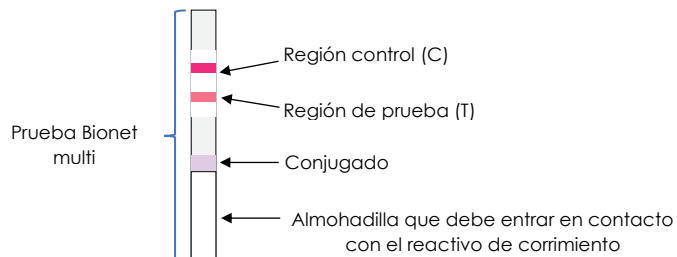 Región control (C)
Región de prueba (T)
Prueba Bionet
multi
Conjugado
Almohadilla que debe entrar en contacto
con el reactivo de corrimiento